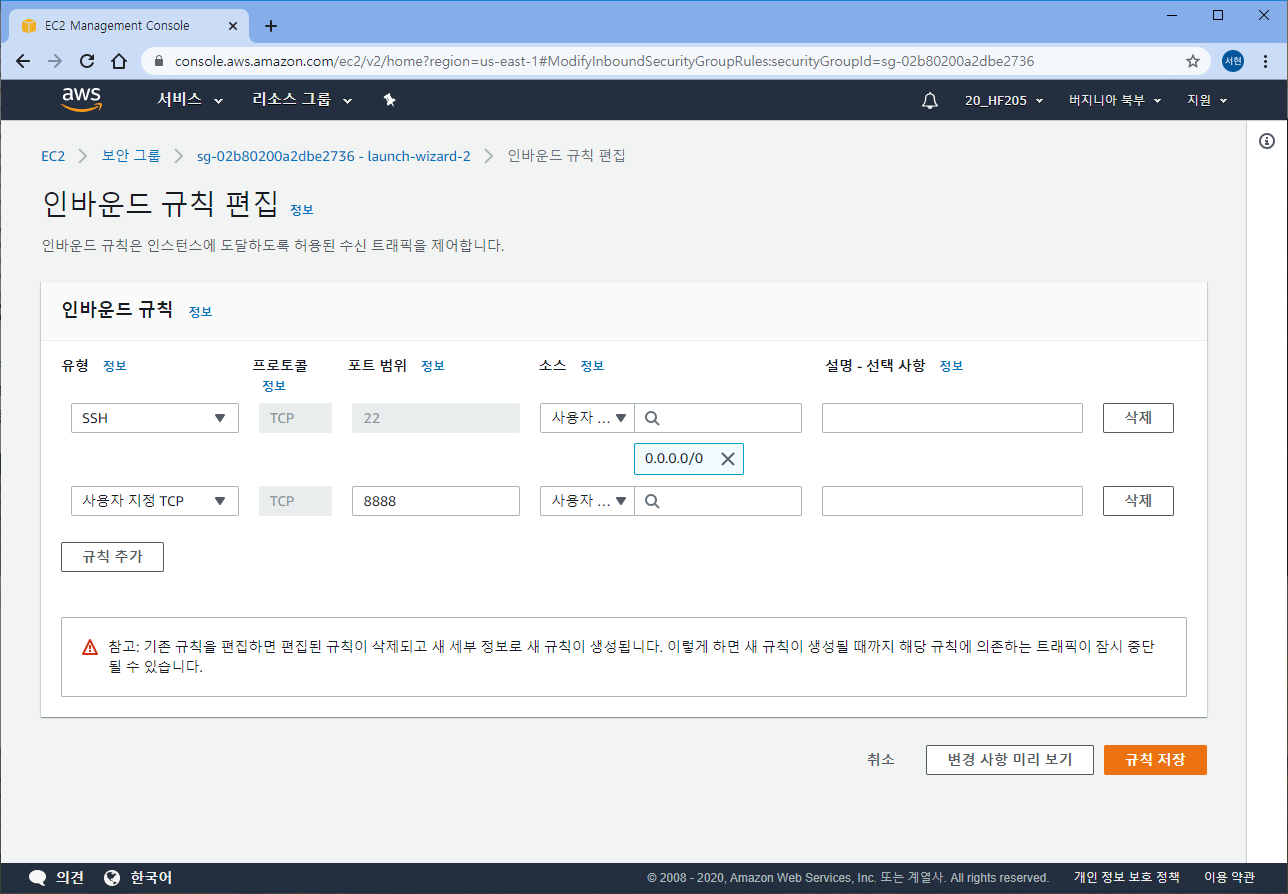 EC2 Management Console
console.aws.amazon.com/ec2/v2/home?region=us-east-1#ModifyInboundSecurityGroupRules:securityGroupId=sg-02b80200a2dbe2736
서현
aws 서비스 리소스 그룹 20_HF205 버지니아 북부 지원
EC2 보안 그룹 sg-02b80200a2dbe2736 - launch-wizard-2 인바운드 규칙 편집
인바운드 규칙 편집 정보
인바운드 규칙은 인스턴스에 도달하도록 허용된 수신 트래픽을 제어합니다.
인바운드 규칙 정보
유형 정보 프로토콜 포트 범위 정보 소스 정보 설명 - 선택 사항 정보
정보
SSH TCP 22 사용자 ... 삭제
0.0.0.0/0
사용자 지정 TCP TCP 8888 사용자 ... 삭제
규칙 추가
참고: 기존 규칙을 편집하면 편집된 규칙이 삭제되고 새 세부 정보로 새 규칙이 생성됩니다. 이렇게 하면 새 규칙이 생성될 때까지 해당 규칙에 의존하는 트래픽이 잠시 중단
될 수 있습니다.
취소 변경 사항 미리 보기 규칙 저장
의견 한국어 © 2008 - 2020, Amazon Web Services, Inc. 또는 계열사. All rights reserved. 개인 정보 보호 정책 이용 약관